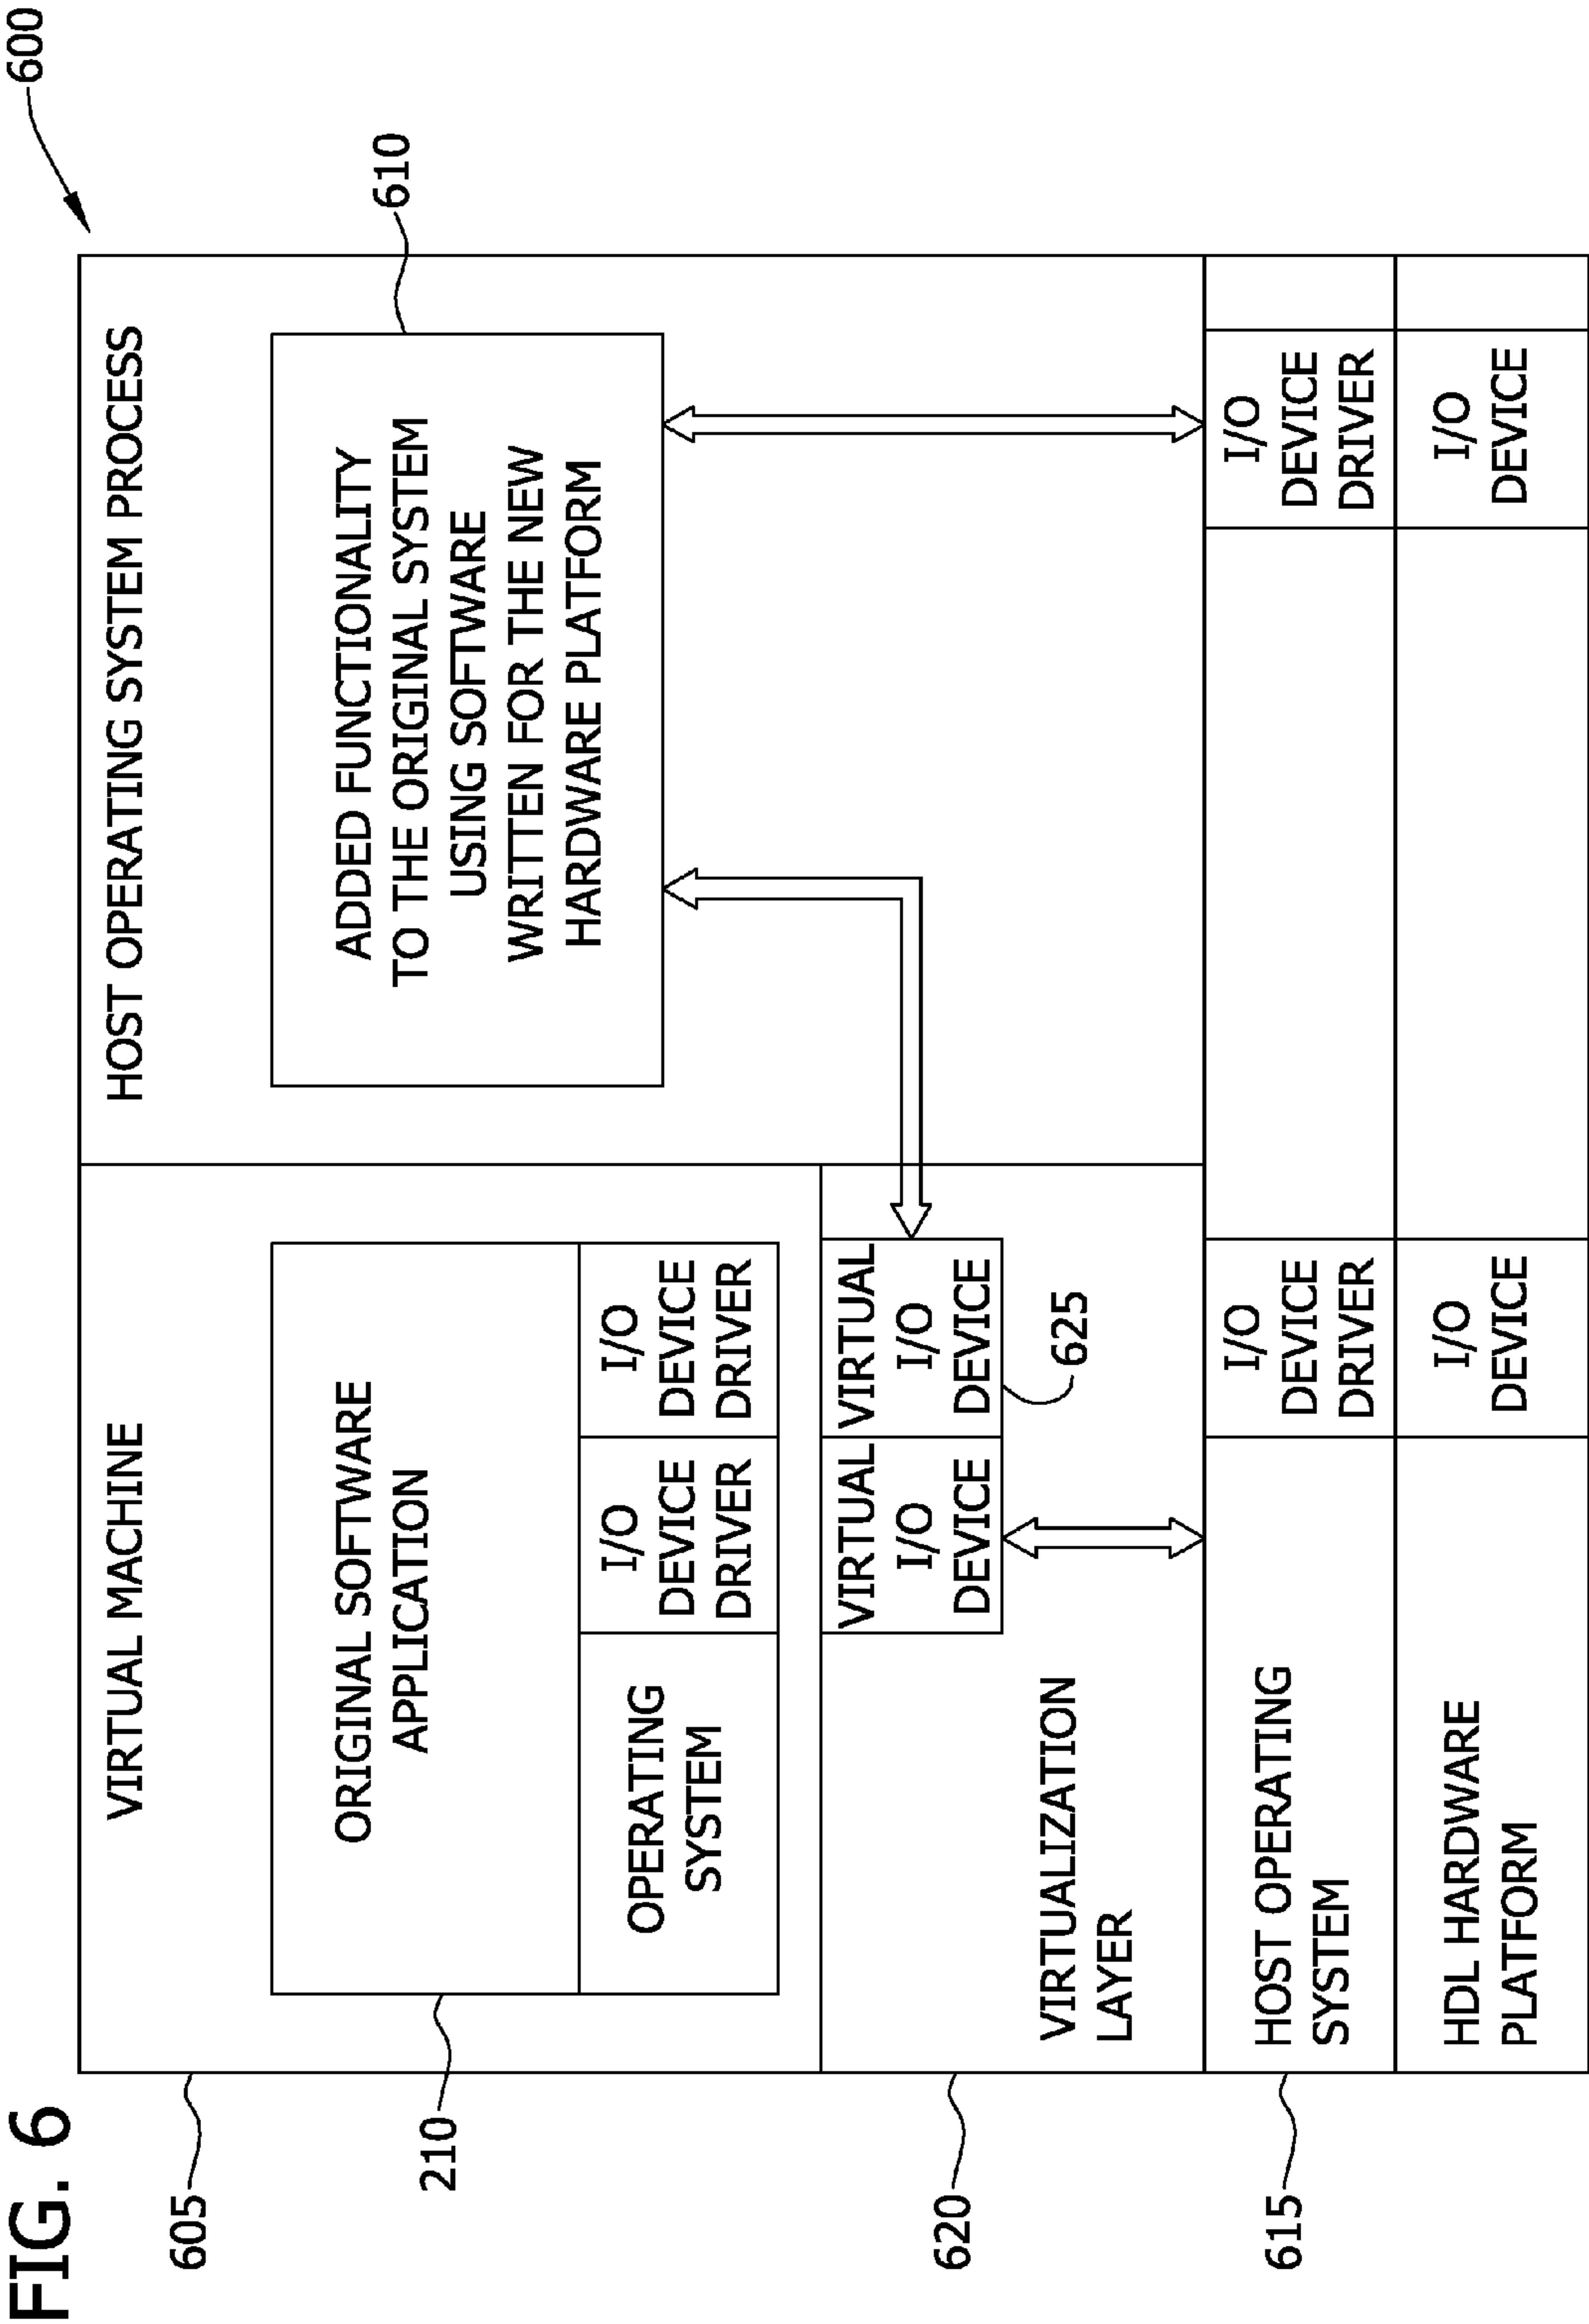 FIG. 6
600
605
VIRTUAL MACHINE
210
ORIGINAL SOFTWARE
APPLICATION
OPERATING
SYSTEM
I/O
DEVICE
DRIVER
I/O
DEVICE
DRIVER
HOST OPERATING SYSTEM PROCESS
610
ADDED FUNCTIONALITY
TO THE ORIGINAL SYSTEM
USING SOFTWARE
WRITTEN FOR THE NEW
HARDWARE PLATFORM
620
VIRTUALIZATION
LAYER
VIRTUAL
I/O
DEVICE
VIRTUAL
I/O
DEVICE
625
615
HOST OPERATING
SYSTEM
I/O
DEVICE
DRIVER
I/O
DEVICE
DRIVER
HDL HARDWARE
PLATFORM
I/O
DEVICE
I/O
DEVICE